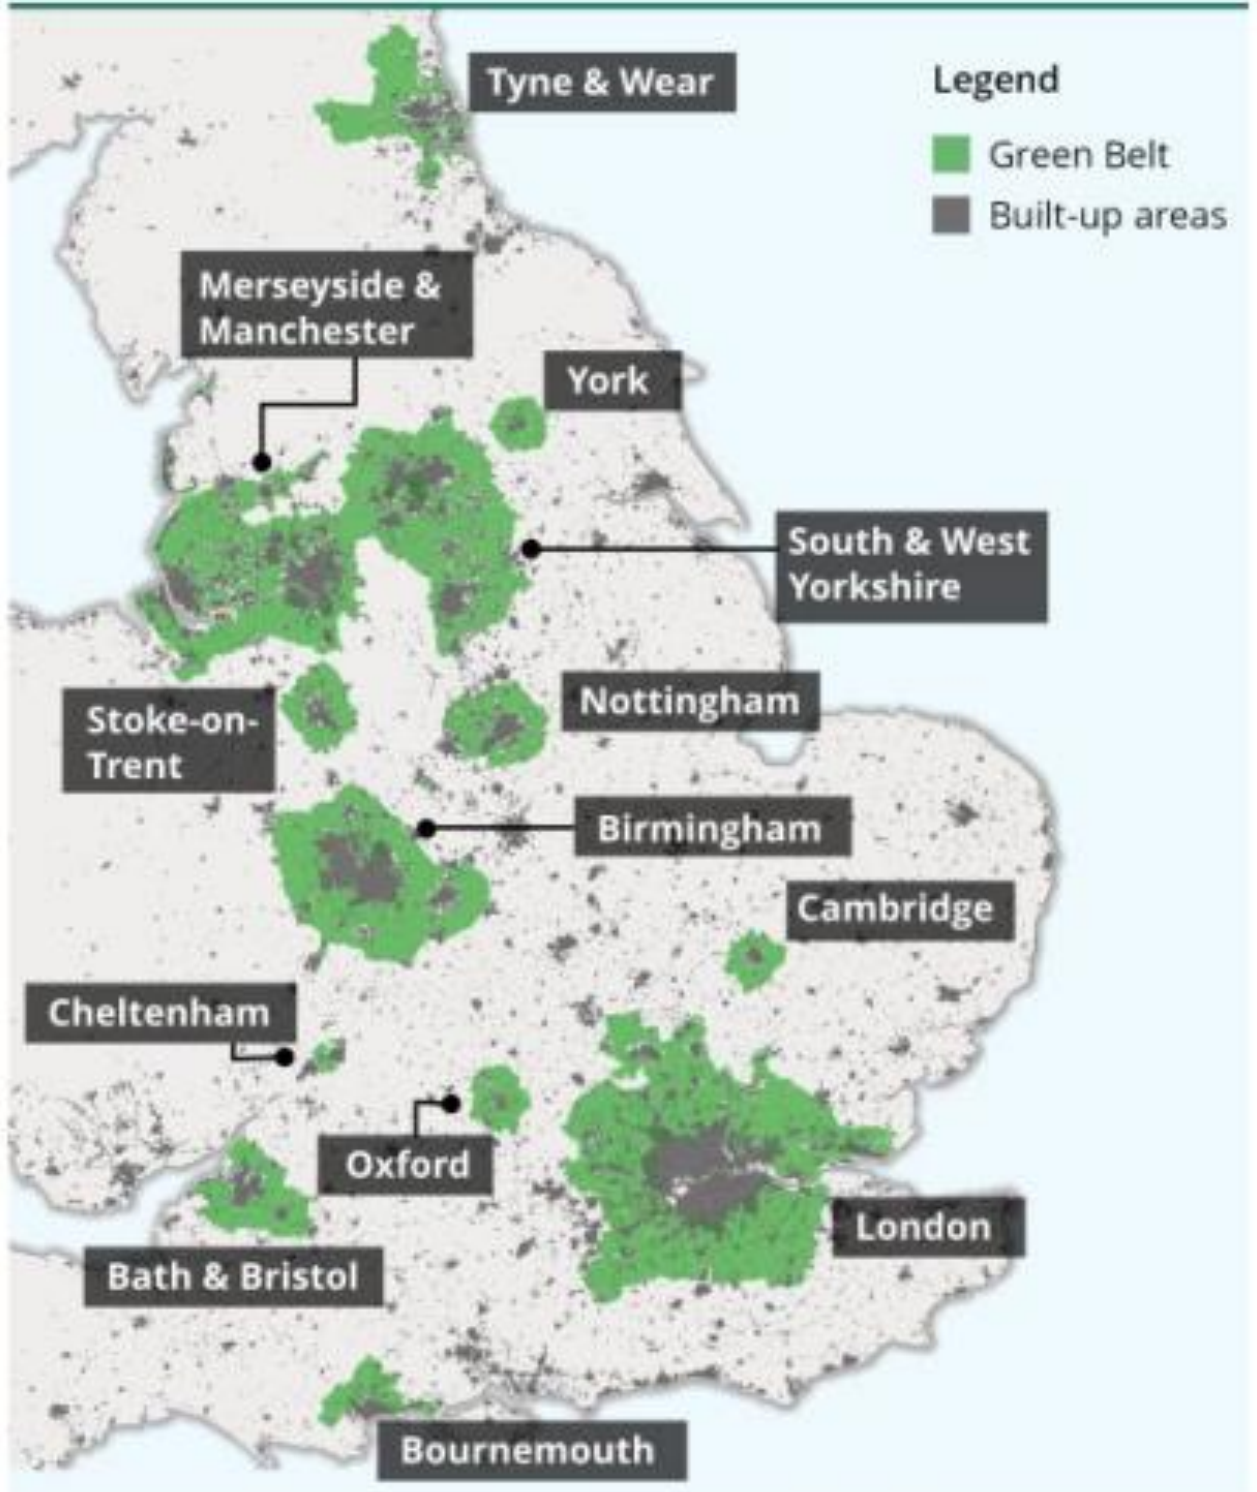 Tyne & Wear
Legend
Green Belt
Built-up areas
Merseyside &
Manchester
York
South & West
Yorkshire
Stoke-on-
Trent
Nottingham
Birmingham
Cambridge
Cheltenham
Oxford
London
Bath & Bristol
Bournemouth